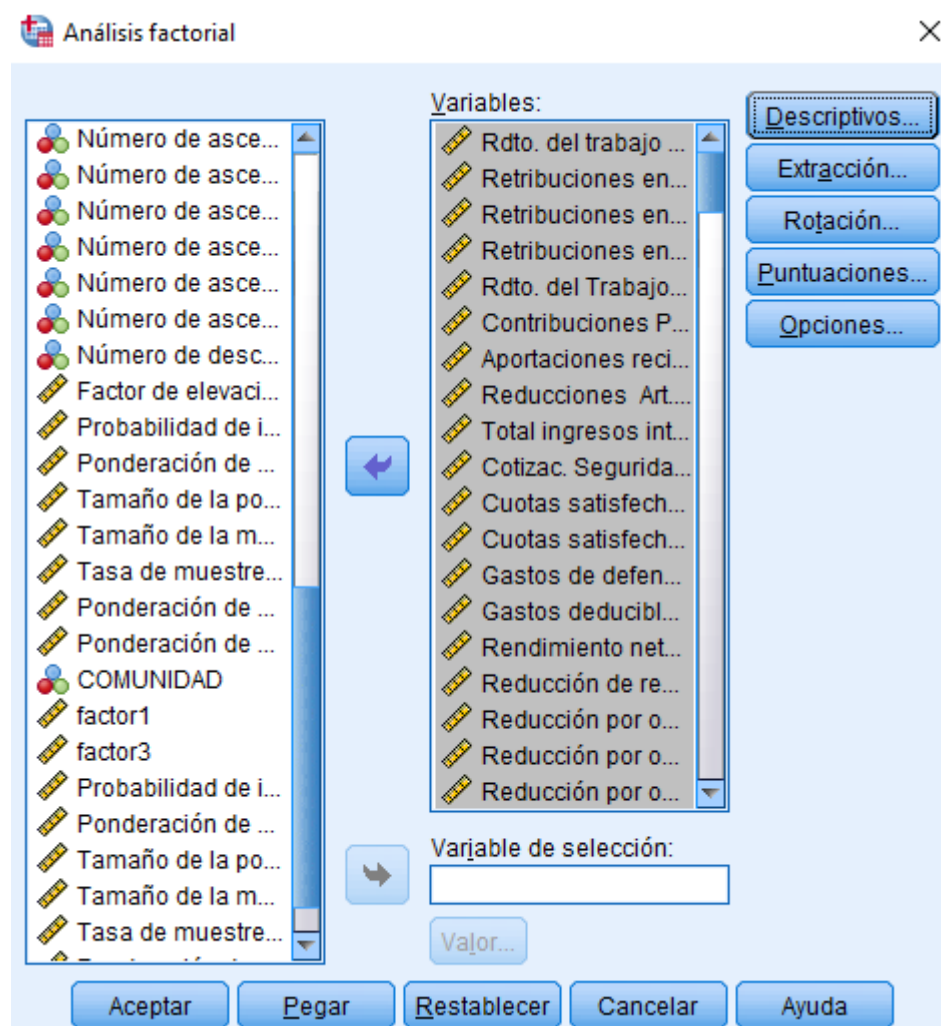 Análisis factorial
Número de asce...
Número de asce...
Número de asce...
Número de asce...
Número de asce...
Número de asce...
Número de desc...
Factor de elevaci...
Probabilidad de i...
Ponderación de ...
Tamaño de la po...
Tamaño de la m...
Tasa de muestre...
Ponderación de ...
Ponderación de ...
COMUNIDAD
factor1
factor3
Probabilidad de i...
Ponderación de ...
Tamaño de la po...
Tamaño de la m...
Tasa de muestre...
Variables:
Rdto. del trabajo ...
Retribuciones en...
Retribuciones en...
Retribuciones en...
Rdto. del Trabajo...
Contribuciones P...
Aportaciones reci...
Reducciones Art....
Total ingresos int...
Cotizac. Segurida...
Cuotas satisfech...
Cuotas satisfech...
Gastos de defen...
Gastos deducibl...
Rendimiento net...
Reducción de re...
Reducción por o...
Reducción por o...
Reducción por o...
Variable de selección:
Valor...
Descriptivos...
Extracción...
Rotación...
Puntuaciones...
Opciones...
Aceptar
Pegar
Restablecer
Cancelar
Ayuda